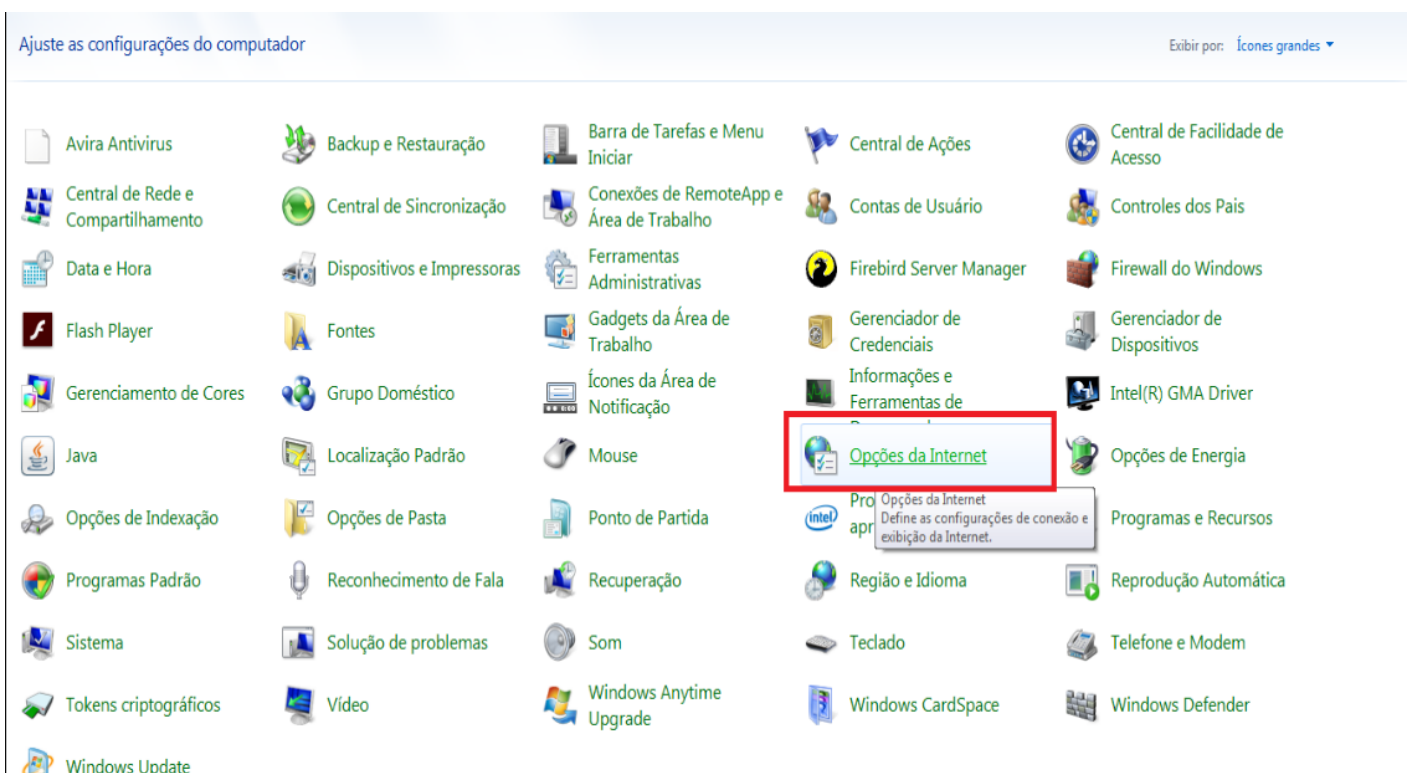 Ajuste as configurações do computador
Exibir por: Ícones grandes
Avira Antivirus
Backup e Restauração
Barra de Tarefas e Menu
Iniciar
Central de Ações
Central de Facilidade de
Acesso
Central de Rede e
Compartilhamento
Central de Sincronização
Conexões de RemoteApp e
Área de Trabalho
Contas de Usuário
Controles dos Pais
Data e Hora
Dispositivos e Impressoras
Ferramentas
Administrativas
Firebird Server Manager
Firewall do Windows
Flash Player
Fontes
Gadgets da Área de
Trabalho
Gerenciador de
Credenciais
Gerenciador de
Dispositivos
Gerenciamento de Cores
Grupo Doméstico
Ícones da Área de
Notificação
Informações e
Ferramentas de
Intel(R) GMA Driver
Java
Localização Padrão
Mouse
Opções da Internet
Opções de Energia
Opções de Indexação
Opções de Pasta
Ponto de Partida
intel
Pro
apr
Opções da Internet
Define as configurações de conexão e
exibição da Internet.
Programas e Recursos
Programas Padrão
Reconhecimento de Fala
Recuperação
Região e Idioma
Reprodução Automática
Sistema
Solução de problemas
Som
Teclado
Telefone e Modem
Tokens criptográficos
Vídeo
Windows Anytime
Upgrade
Windows CardSpace
Windows Defender
Windows Update